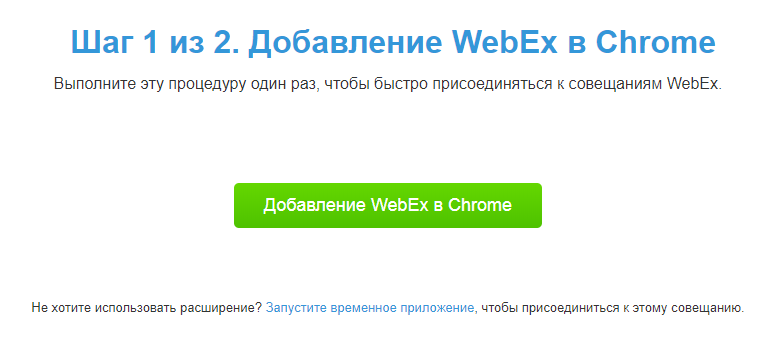 Шаг 1 из 2. Добавление WebEx в Chrome
Выполните эту процедуру один раз, чтобы быстро присоединяться к совещаниям WebEx.
Добавление WebEx в Chrome
Не хотите использовать расширение? Запустите временное приложение, чтобы присоединиться к этому совещанию.